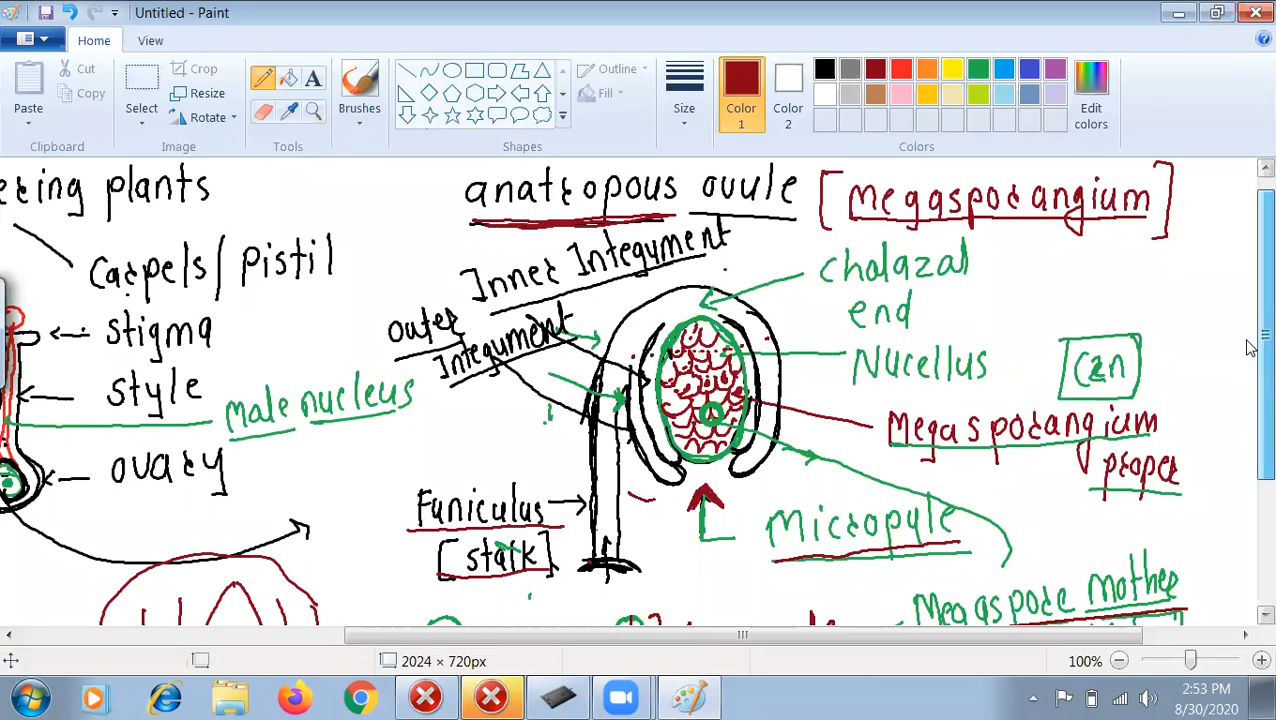 Untitled - Paint
Home
View
Paste
Cut
Copy
Clipboard
Select
Crop
Resize
Rotate
Image
Tools
Brushes
Shapes
Outline
Fill
Size
Color 1
Color 2
Edit colors
Colors
ering plants
Carpels/ Pistil
stigma
style
male nucleus
ovary
anatropous ovule [megasporangium]
Inner Integument
outer
Integument
chalazal
end
Nucellus
(2n)
Megasporangium
proper
Funiculus
[stalk]
Micropyle
Megaspore mother
2024 × 720px
100%
2:53 PM
8/30/2020